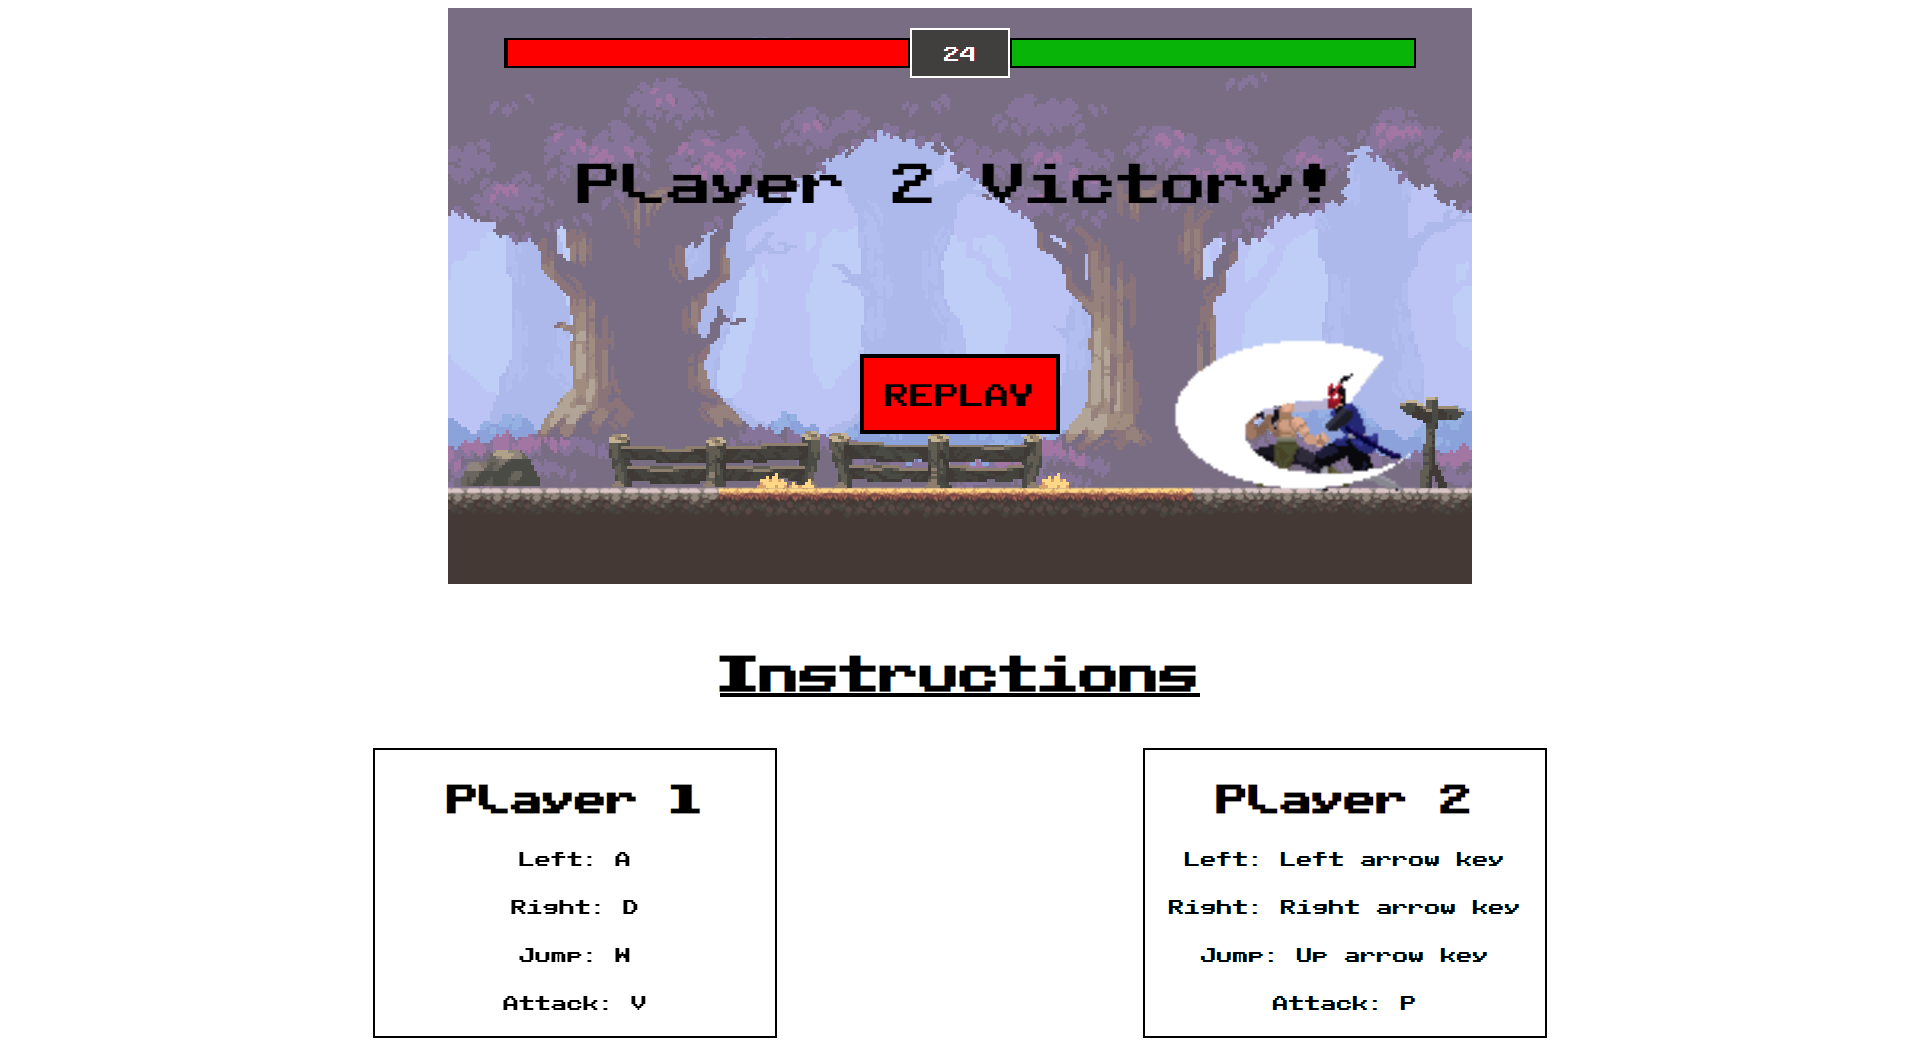 24
Player 2 Victory!
REPLAY
Instructions
Player 1
Left: A
Right: D
Jump: W
Attack: V
Player 2
Left: Left arrow key
Right: Right arrow key
Jump: Up arrow key
Attack: P